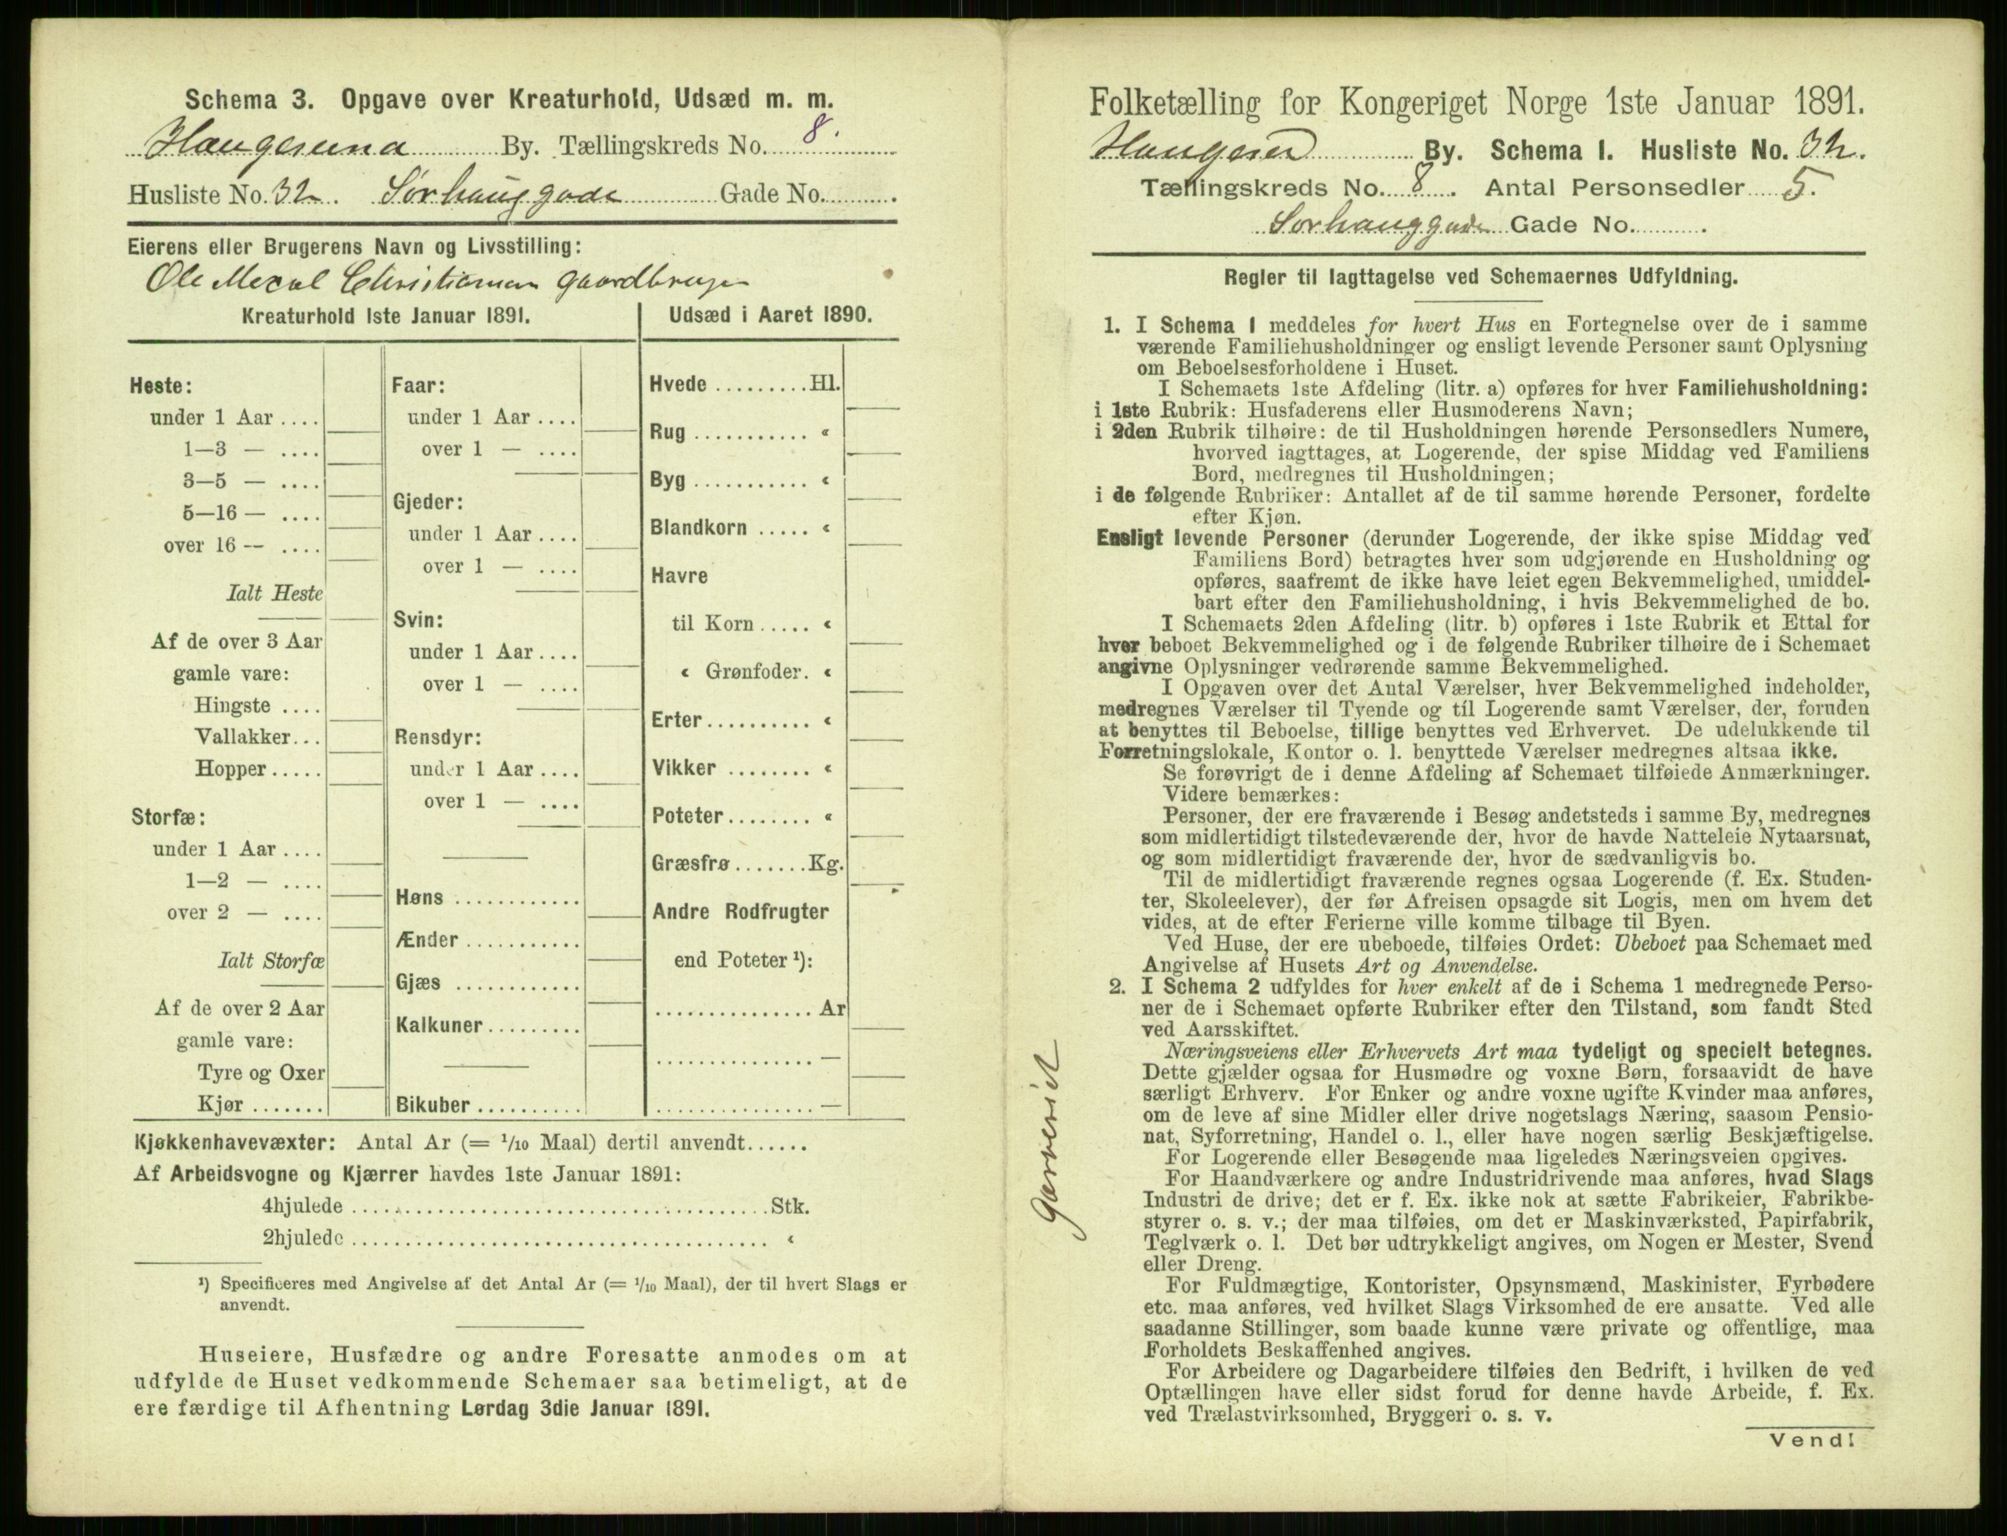 Schema 3. Opgave over Kreaturhold, Udsæd m. m.
Haugesund By. Tællingskreds No. 8.
Husliste No. 32. Sørhauggade Gade No.
Eierens eller Brugerens Navn og Livsstilling:
Ole Christiansen Gaardbruger
Kreaturhold 1ste Januar 1891.
Heste:
under 1 Aar ....
1—3 — ....
3—5 — ....
5—16 — ....
over 16 — ....
Ialt Heste
Af de over 3 Aar
gamle vare:
Hingste ....
Vallakker...
Hopper.....
Storfæ:
under 1 Aar ....
1—2 — ....
over 2 — ....
Ialt Storfæ
Af de over 2 Aar
gamle vare:
Tyre og Oxer
Kjør .......
Faar:
under 1 Aar ....
over 1 — ....
Gjeder:
under 1 Aar ....
over 1 — ....
Svin:
under 1 Aar ....
over 1 — ....
Rensdyr:
under 1 Aar ....
over 1 — ....
Høns ............
Ænder ...........
Gjæs ............
Kalkuner.........
Bikuber ..........
Udsæd i Aaret 1890.
Hvede .........Hl.
Rug ........... «
Byg ........... «
Blandkorn ..... «
Havre
til Korn ..... «
« Grønfoder. «
Erter.......... «
Vikker ........ «
Poteter........ «
Græsfrø .......Kg.
Andre Rodfrugter
end Poteter ¹):
............... Ar
............... —
............... —
Kjøkkenhavevæxter: Antal Ar (= 1/10 Maal) dertil anvendt......
Af Arbeidsvogne og Kjærrer havdes 1ste Januar 1891:
4hjulede ..................................... Stk.
2hjulede ..................................... «
¹) Specificeres med Angivelse af det Antal Ar (= 1/10 Maal), der til hvert Slags er
anvendt.
Huseiere, Husfædre og andre Foresatte anmodes om at
udfylde de Huset vedkommende Schemaer saa betimeligt, at de
ere færdige til Afhentning Lørdag 3die Januar 1891.
Folketælling for Kongeriget Norge 1ste Januar 1891.
Haugesund By. Schema I. Husliste No. 32.
Tællingskreds No. 8. Antal Personsedler 5.
Sørhauggade Gade No.
Regler til Iagttagelse ved Schemaernes Udfyldning.
1. I Schema 1 meddeles for hvert Hus en Fortegnelse over de i samme
værende Familiehusholdninger og ensligt levende Personer samt Oplysning
om Beboelsesforholdene i Huset.
I Schemaets 1ste Afdeling (litr. a) opføres for hver Familiehusholdning:
i 1ste Rubrik: Husfaderens eller Husmoderens Navn;
i 2den Rubrik tilhøire: de til Husholdningen hørende Personsedlers Numere,
hvorved iagttages, at Logerende, der spise Middag ved Familiens
Bord, medregnes til Husholdningen;
i de følgende Rubriker: Antallet af de til samme hørende Personer, fordelte
efter Kjøn.
Ensligt levende Personer (derunder Logerende, der ikke spise Middag ved
Familiens Bord) betragtes hver som udgjørende en Husholdning og
opføres, saafremt de ikke have leiet egen Bekvemmelighed, umiddel-
bart efter den Familiehusholdning, i hvis Bekvemmelighed de bo.
I Schemaets 2den Afdeling (litr. b) opføres i 1ste Rubrik et Ettal for
hver beboet Bekvemmelighed og i de følgende Rubriker tilhøire de i Schemaet
angivne Oplysninger vedrørende samme Bekvemmelighed.
I Opgaven over det Antal Værelser, hver Bekvemmelighed indeholder,
medregnes Værelser til Tyende og til Logerende samt Værelser, der, foruden
at benyttes til Beboelse, tillige benyttes ved Erhvervet. De udelukkende til
Forretningslokale, Kontor o. l. benyttede Værelser medregnes altsaa ikke.
Se forøvrigt de i denne Afdeling af Schemaet tilføiede Anmærkninger.
Videre bemærkes:
Personer, der ere fraværende i Besøg andetsteds i samme By, medregnes
som midlertidigt tilstedeværende der, hvor de havde Natteleie Nytaarsnat,
og som midlertidigt fraværende der, hvor de sædvanligvis bo.
Til de midlertidigt fraværende regnes ogsaa Logerende (f. Ex. Studen-
ter, Skoleelever), der før Afreisen opsagde sit Logis, men om hvem det
vides, at de efter Ferierne ville komme tilbage til Byen.
Ved Huse, der ere ubeboede, tilføies Ordet: Ubeboet paa Schemaet med
Angivelse af Husets Art og Anvendelse.
2. I Schema 2 udfyldes for hver enkelt af de i Schema 1 medregnede Perso-
ner de i Schemaet opførte Rubriker efter den Tilstand, som fandt Sted
ved Aarsskiftet.
Næringsveiens eller Erhvervets Art maa tydeligt og specielt betegnes.
Dette gjælder ogsaa for Husmødre og voxne Børn, forsaavidt de have
særligt Erhverv. For Enker og andre voxne ugifte Kvinder maa anføres,
om de leve af sine Midler eller drive nogetslags Næring, saasom Pensio-
nat, Syforretning, Handel o. l., eller have nogen særlig Beskjæftigelse.
For Logerende eller Besøgende maa ligeledes Næringsveien opgives.
For Haandværkere og andre Industridrivende maa anføres, hvad Slags
Industri de drive; det er f. Ex. ikke nok at sætte Fabrikeier, Fabrikbe-
styrer o. s. v.; der maa tilføies, om det er Maskinværksted, Papirfabrik,
Teglværk o. l. Det bør udtrykkeligt angives, om Nogen er Mester, Svend
eller Dreng.
For Fuldmægtige, Kontorister, Opsynsmænd, Maskinister, Fyrbødere
etc. maa anføres, ved hvilket Slags Virksomhed de ere ansatte. Ved alle
saadanne Stillinger, som baade kunne være private og offentlige, maa
Forholdets Beskaffenhed angives.
For Arbeidere og Dagarbeidere tilføies den Bedrift, i hvilken de ved
Optællingen have eller sidst forud for denne havde Arbeide, f. Ex.
ved Trælastvirksomhed, Bryggeri o. s. v.
Vend!